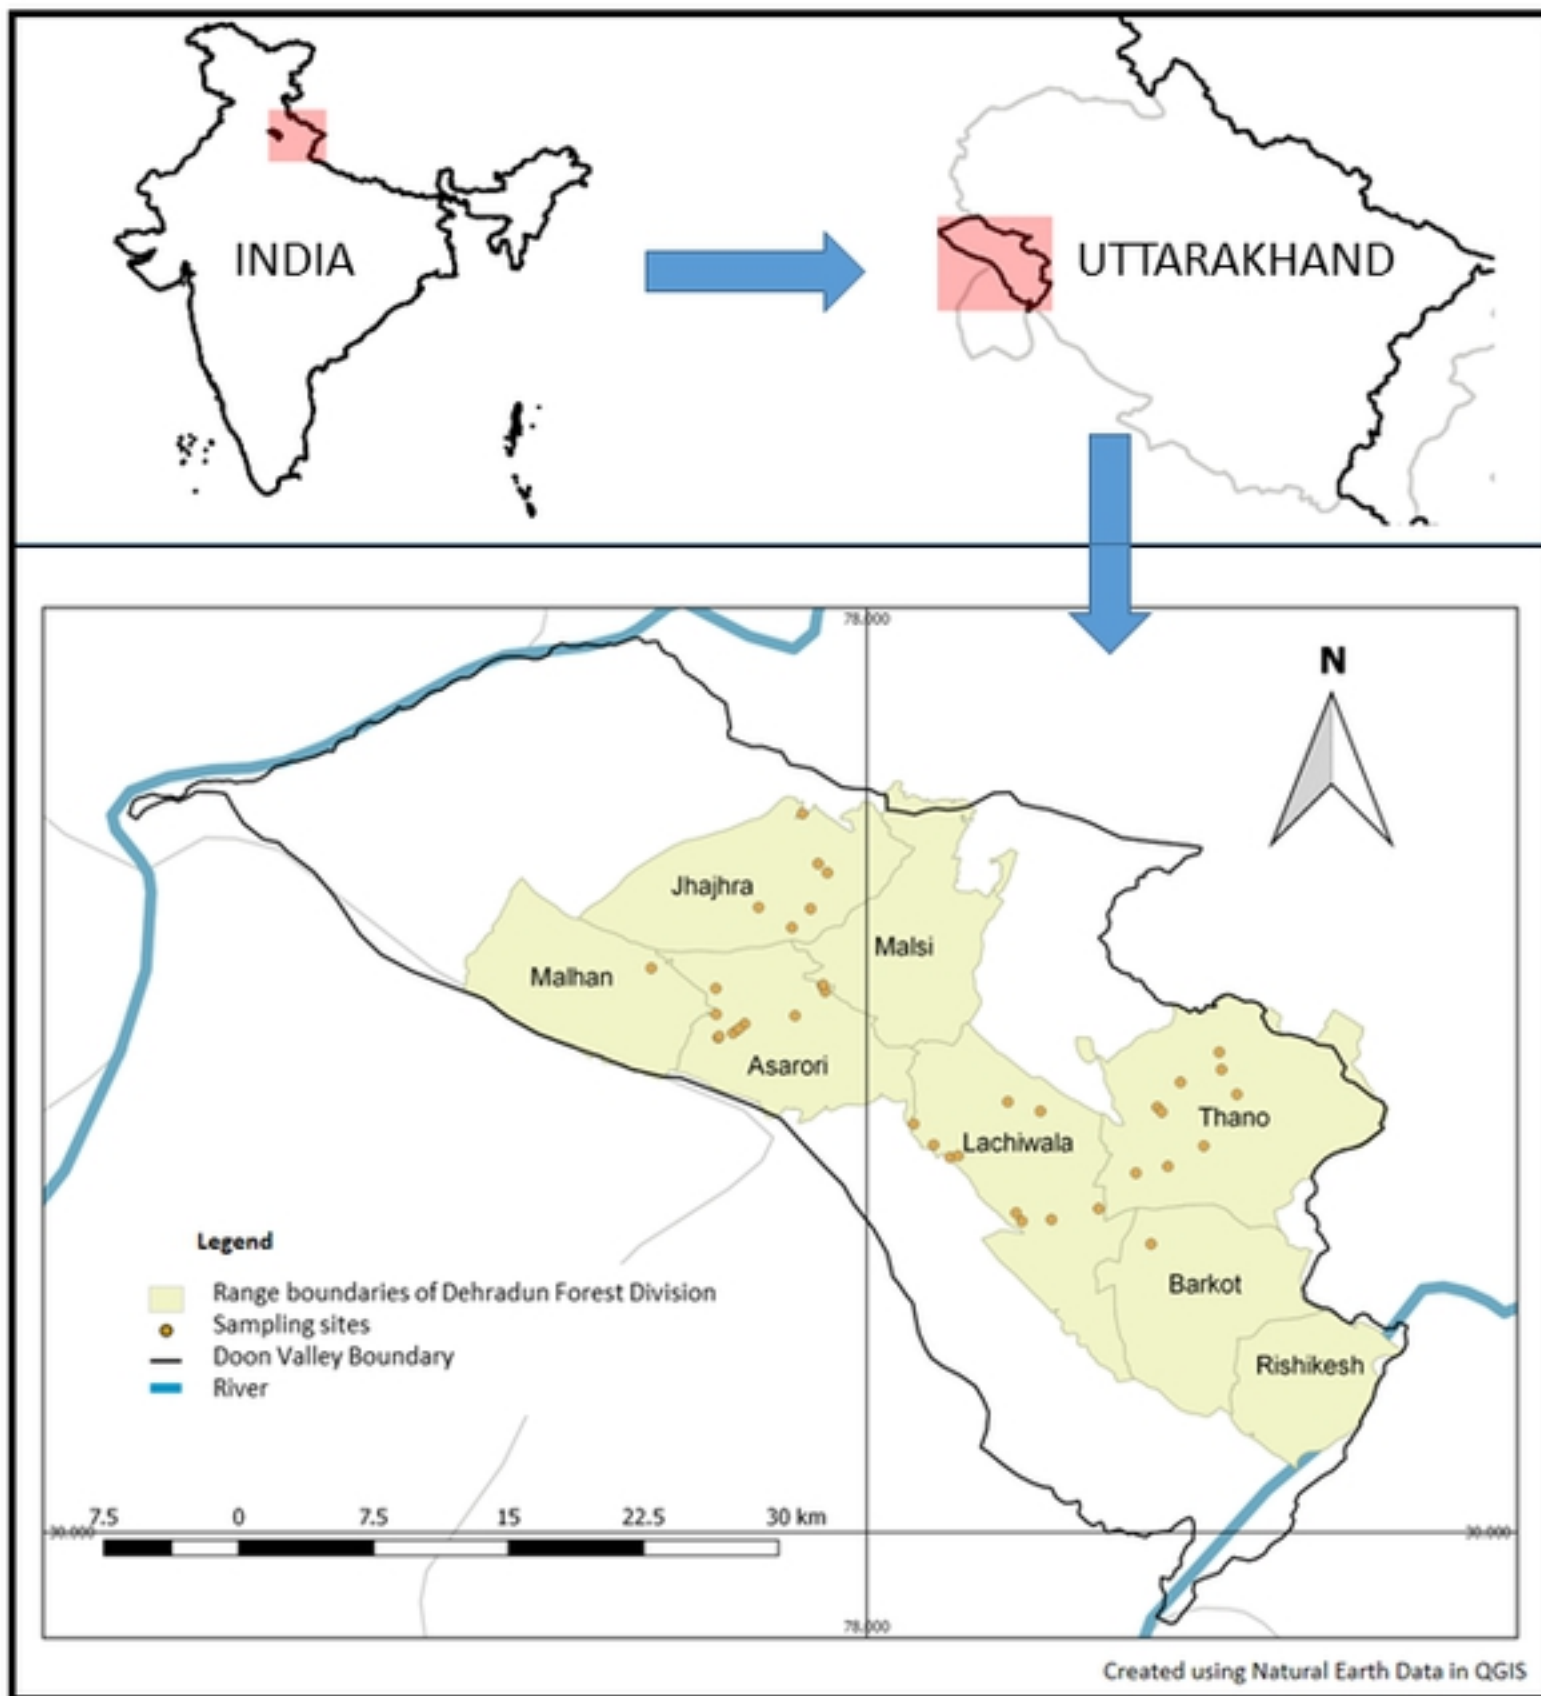 INDIA
UTTARAKHAND
78.000
N
Jhajhra
Malsi
Malhan
Asarori
Thano
Lachiwala
Barkot
Rishikesh
Legend
Range boundaries of Dehradun Forest Division
Sampling sites
Doon Valley Boundary
River
7.5 0 7.5 15 22.5 30 km
30.000 30.000
78.000
Created using Natural Earth Data in QGIS